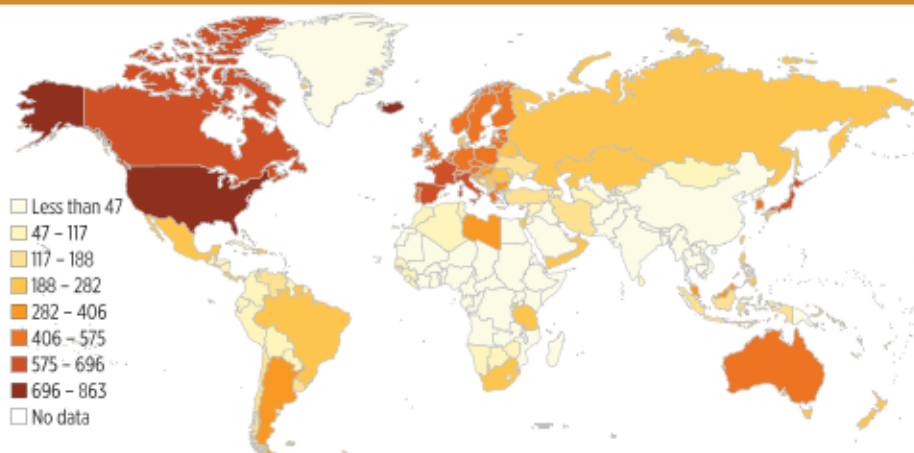 Less than 47
47 – 117
117 – 188
188 – 282
282 – 406
406 – 575
575 – 696
696 – 863
No data